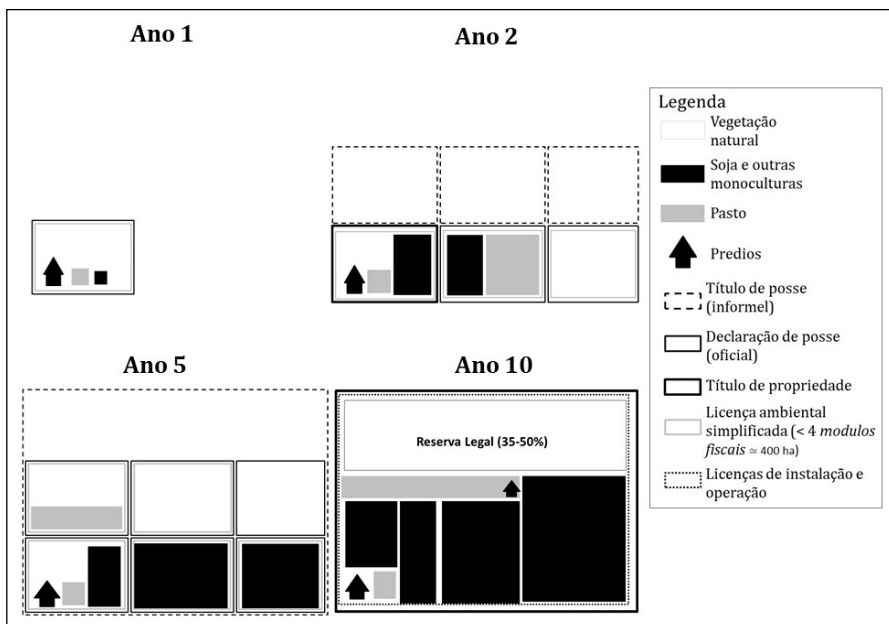 Ano 1
Ano 2
Legenda
Vegetação
natural
Soja e outras
monoculturas
Pasto
Predios
Título de posse
(informel)
Declaração de posse
(oficial)
Título de propriedade
Licença ambiental
simplificada (< 4 modulos
fiscais ≃ 400 ha)
Licenças de instalação e
operação
Ano 5
Ano 10
Reserva Legal (35-50%)